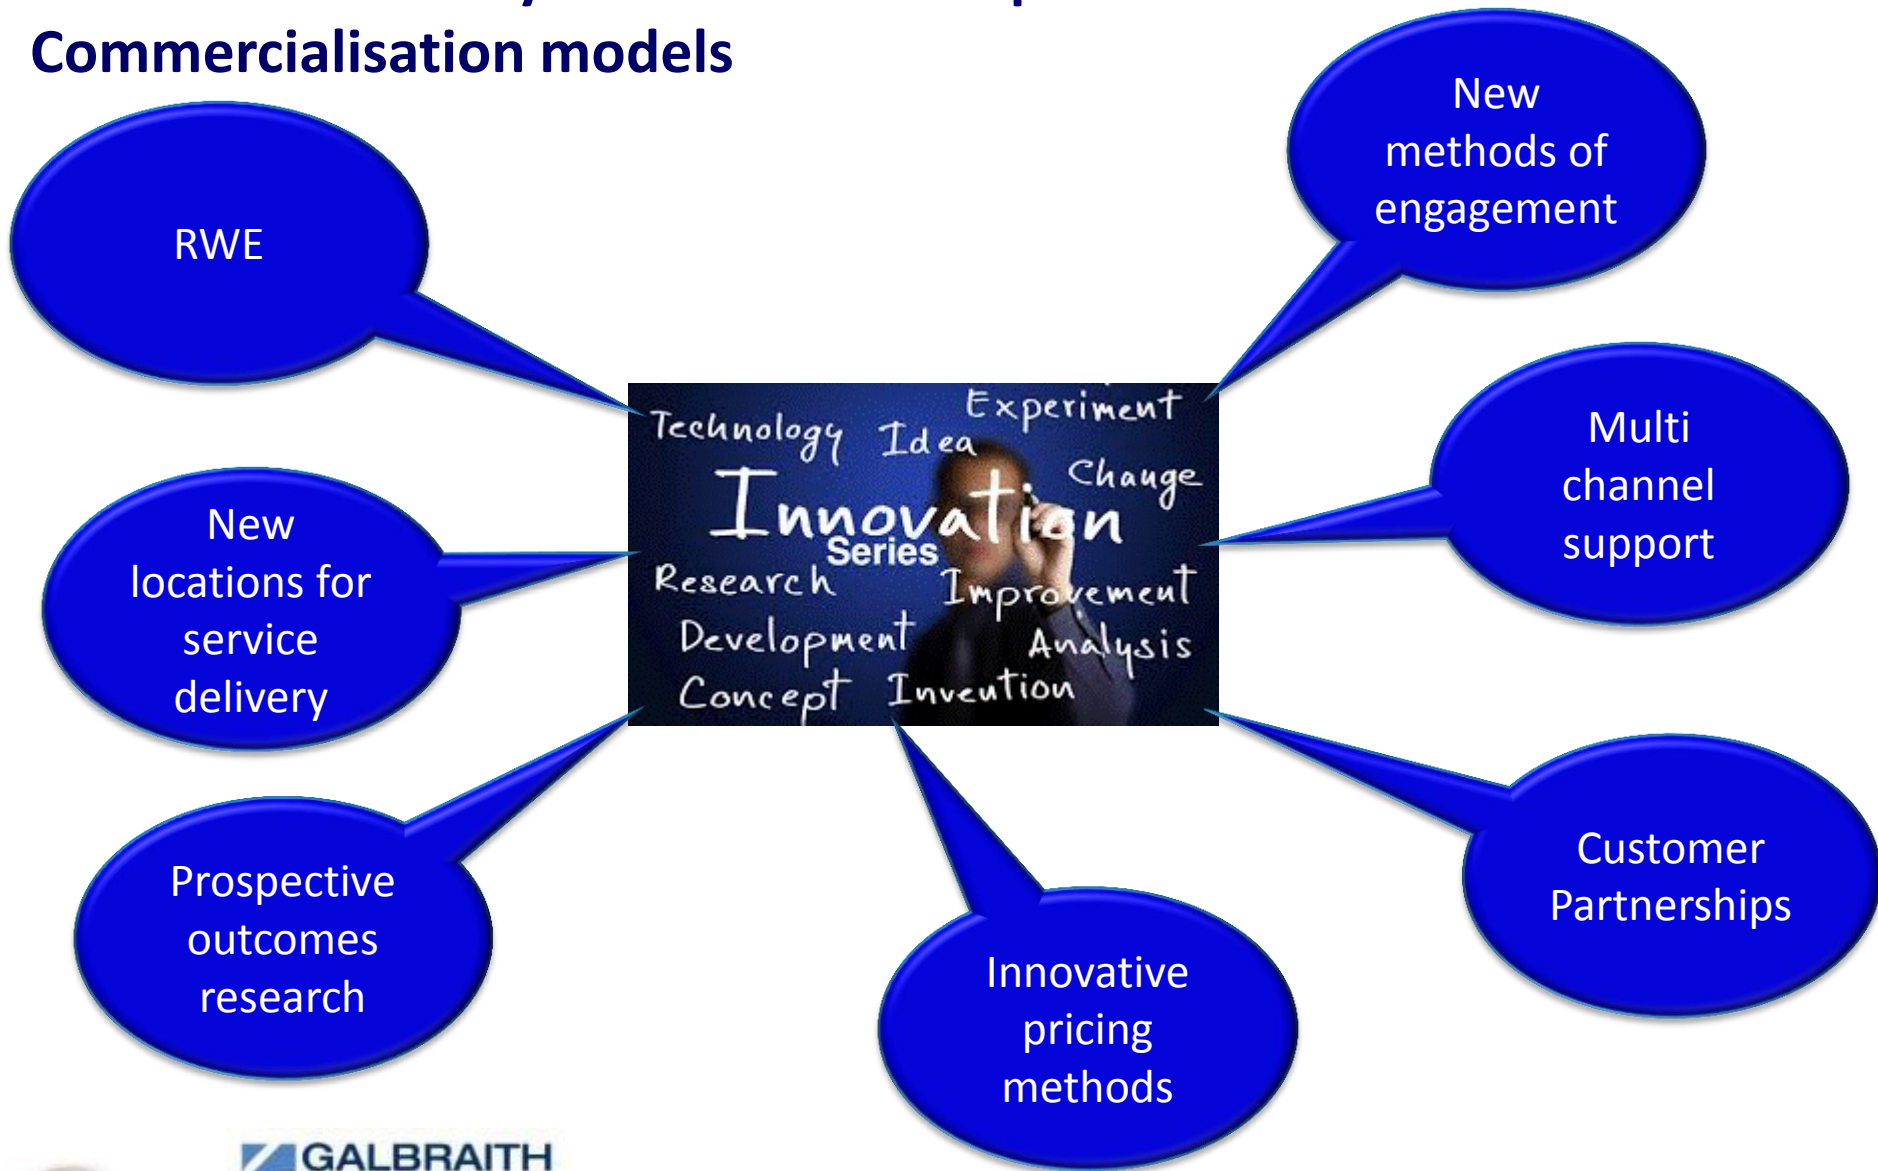 Commercialisation models
New
methods of
engagement
RWE
Multi
channel
support
New
locations for
service
delivery
Technology Idea Experiment
Change
Innovation
Series
Research Improvement
Development Analysis
Concept Invention
Prospective
outcomes
research
Innovative
pricing
methods
Customer
Partnerships
GALBRAITH